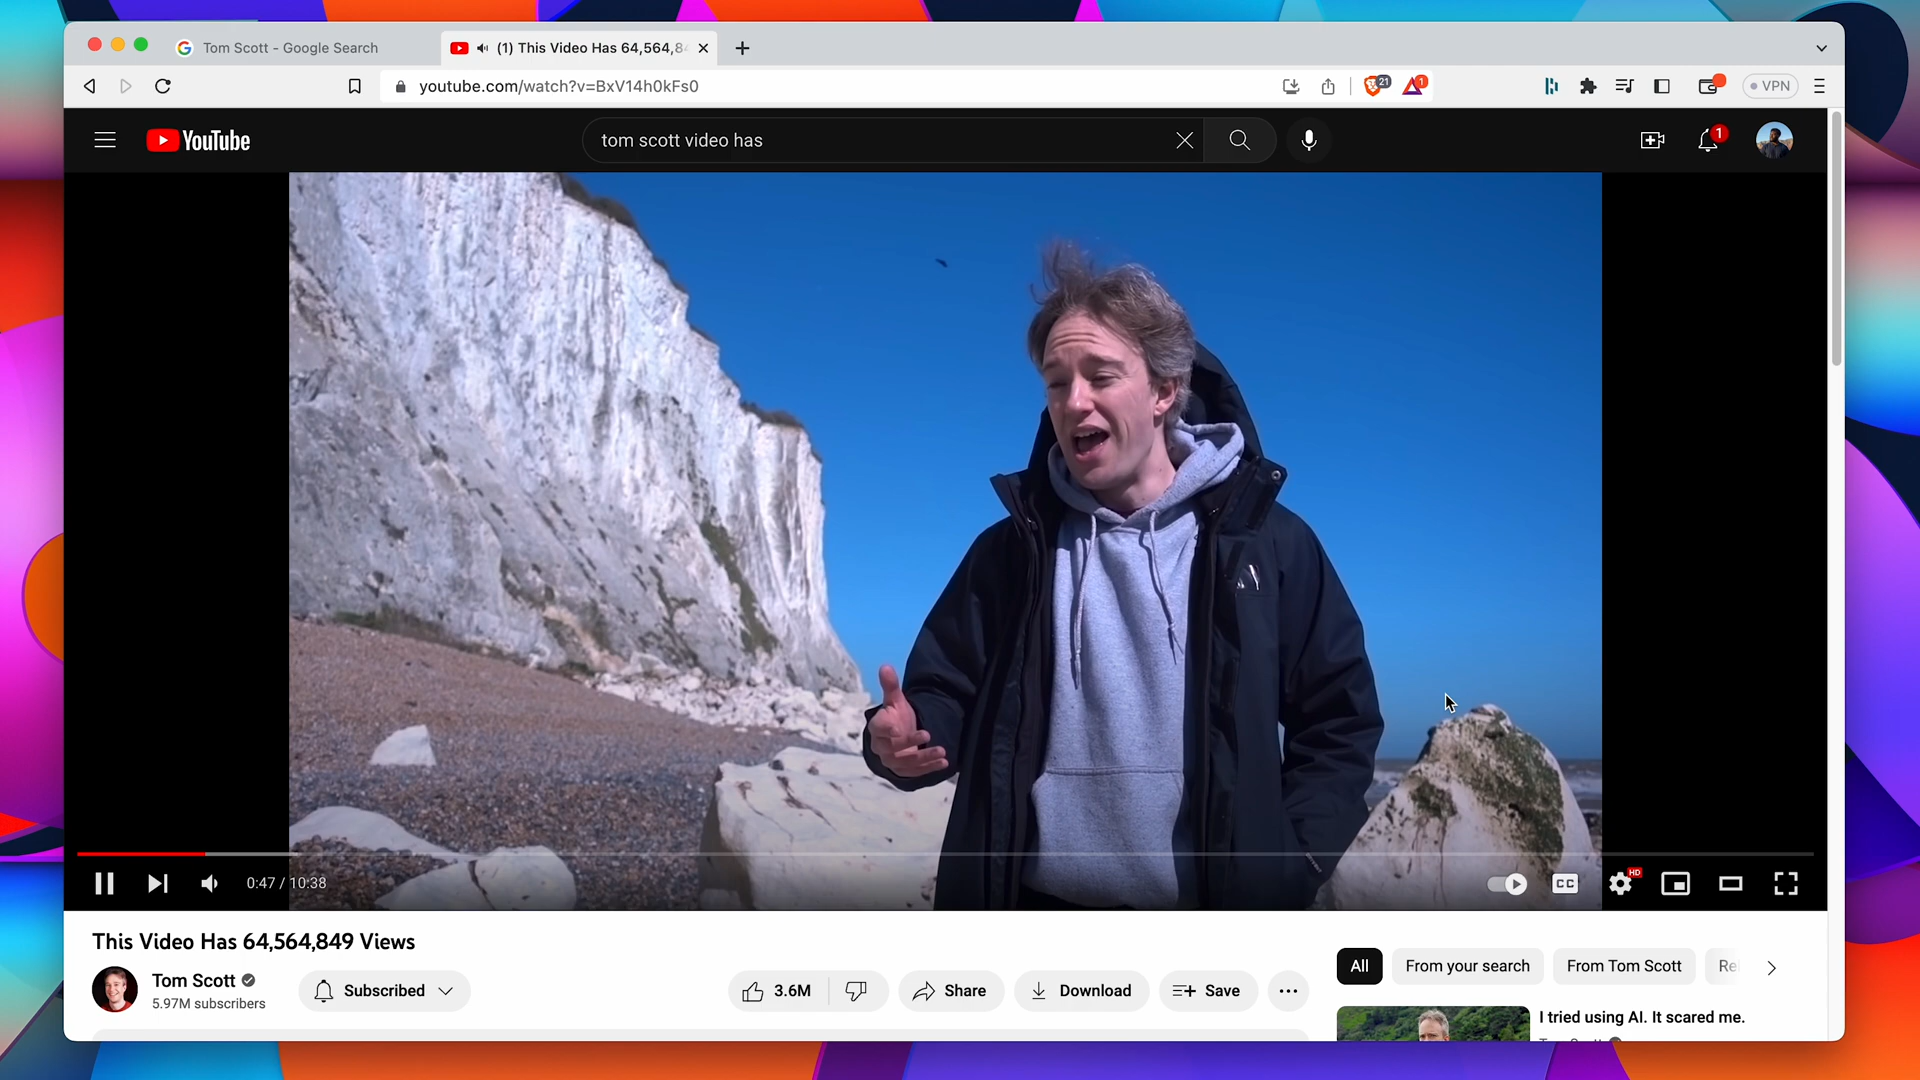 Tom Scott - Google Search
(1) This Video Has 64,564,8
youtube.com/watch?v=BxV14h0kFs0
21
1
VPN
YouTube
tom scott video has
1
0:47 / 10:38
CC
HD
This Video Has 64,564,849 Views
Tom Scott
5.97M subscribers
Subscribed
3.6M
Share
Download
Save
All
From your search
From Tom Scott
Re
I tried using AI. It scared me.